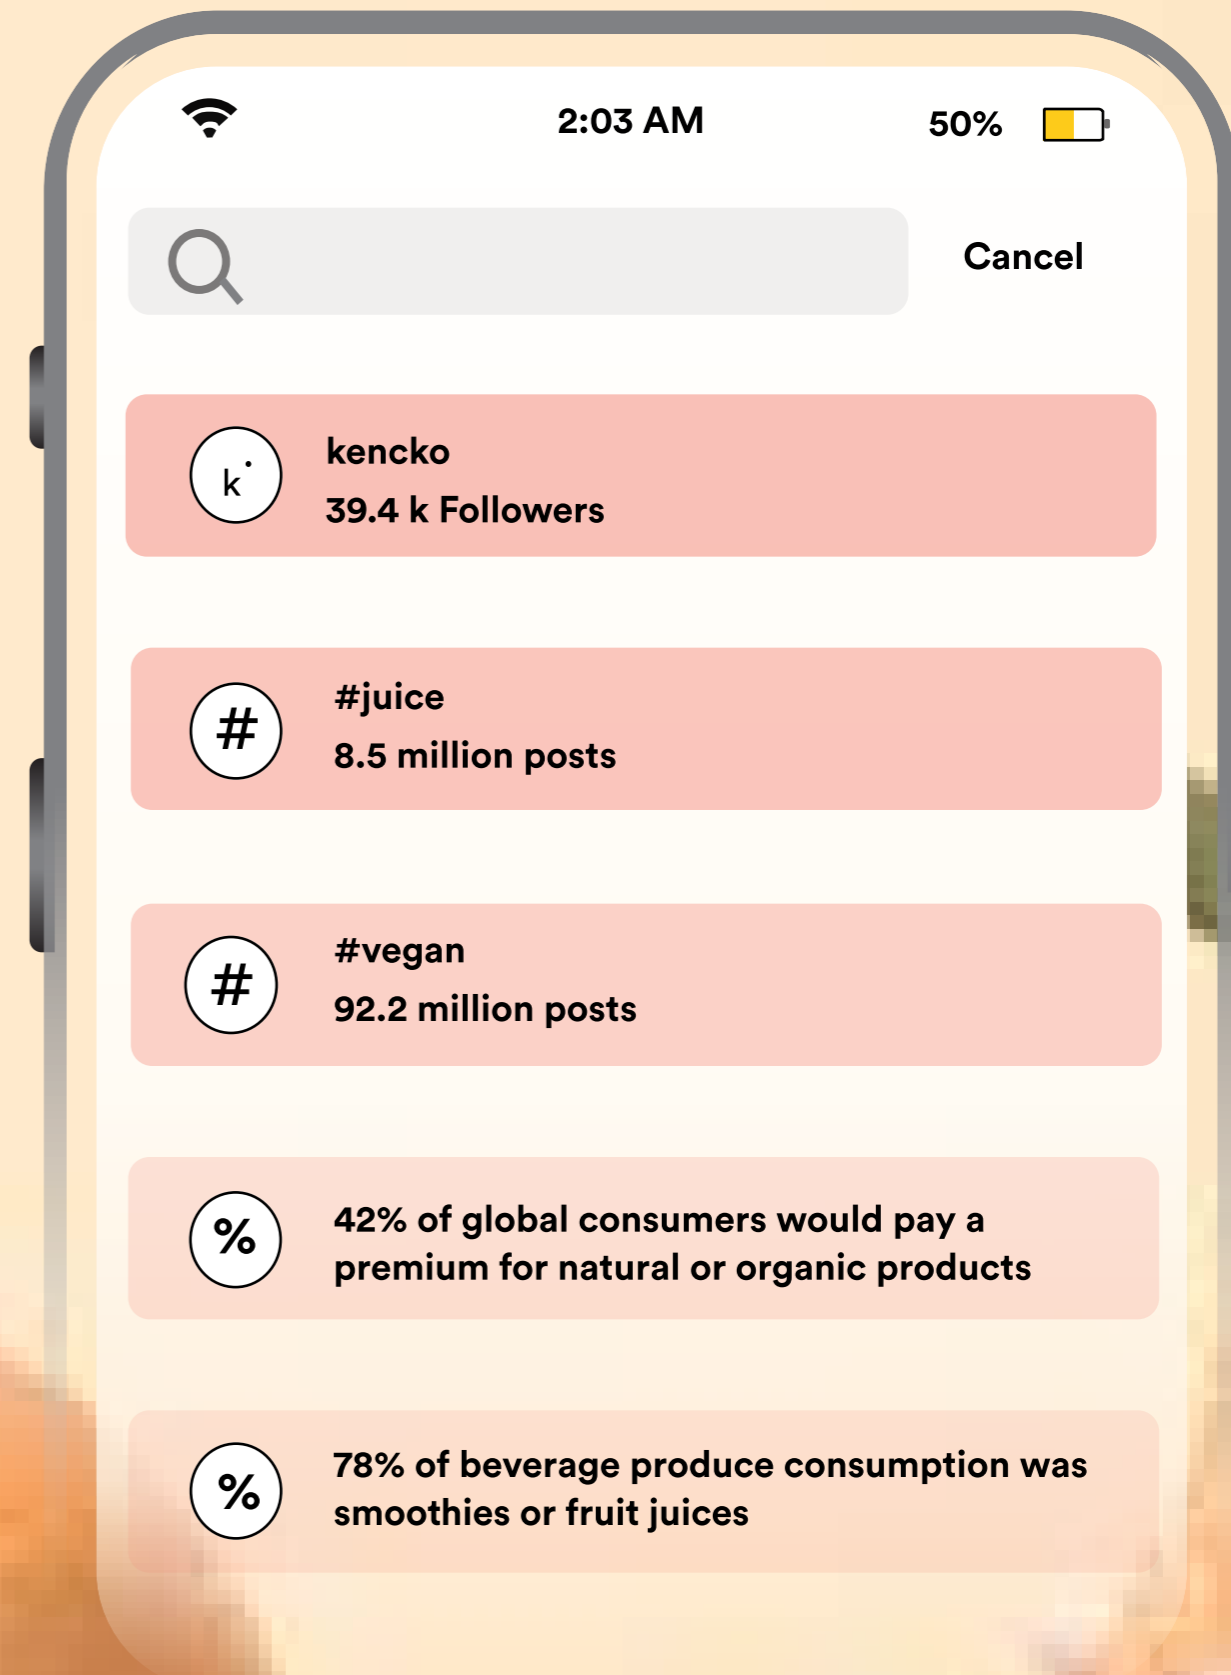 2:03 AM
50%
Cancel
k
kencko
39.4 k Followers
#
#juice
8.5 million posts
#
#vegan
92.2 million posts
%
42% of global consumers would pay a
premium for natural or organic products
%
78% of beverage produce consumption was
smoothies or fruit juices